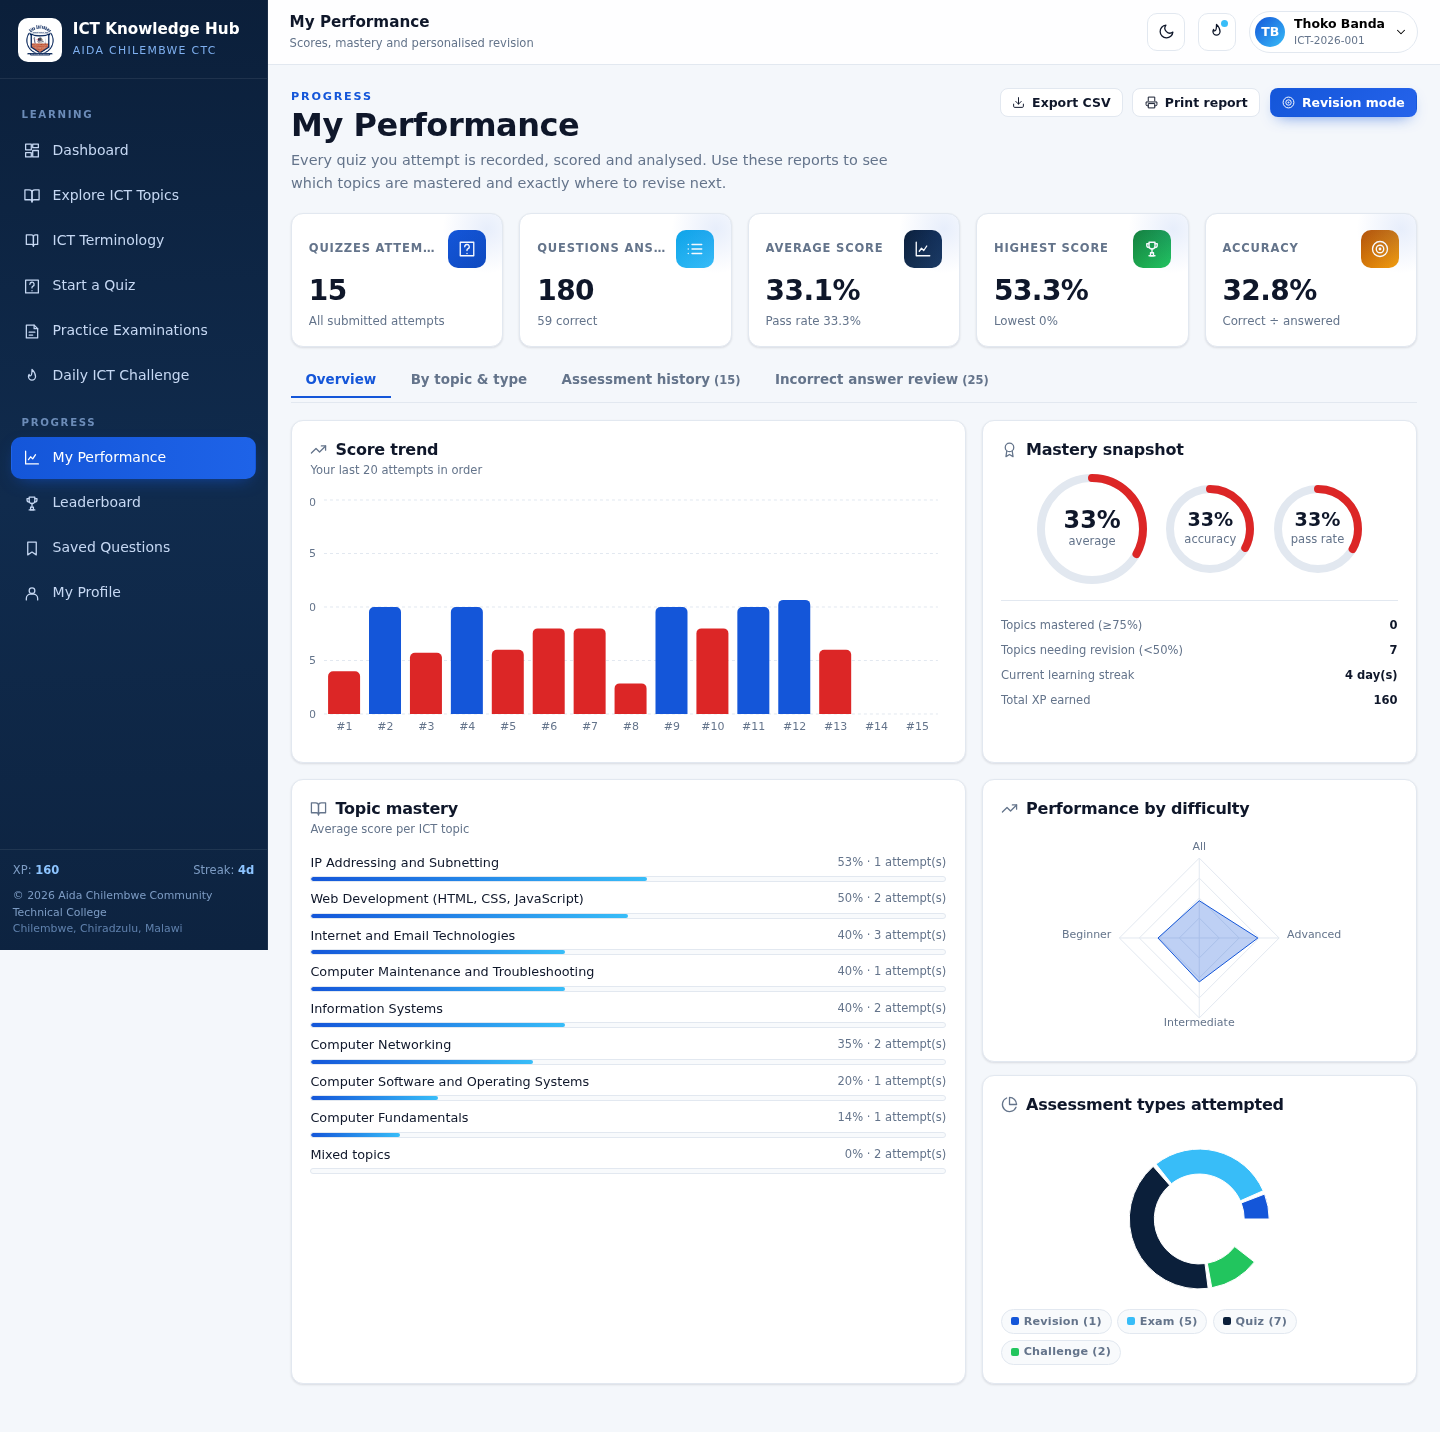 ICT Knowledge Hub
AIDA CHILEMBWE CTC
LEARNING
Dashboard
Explore ICT Topics
ICT Terminology
Start a Quiz
Practice Examinations
Daily ICT Challenge
PROGRESS
My Performance
Leaderboard
Saved Questions
My Profile
XP: 160
Streak: 4d
© 2026 Aida Chilembwe Community
Technical College
Chilembwe, Chiradzulu, Malawi
My Performance
Scores, mastery and personalised revision
TB
Thoko Banda
ICT-2026-001
PROGRESS
My Performance
Every quiz you attempt is recorded, scored and analysed. Use these reports to see
which topics are mastered and exactly where to revise next.
Export CSV
Print report
Revision mode
QUIZZES ATTEM...
15
All submitted attempts
QUESTIONS ANS...
180
59 correct
AVERAGE SCORE
33.1%
Pass rate 33.3%
HIGHEST SCORE
53.3%
Lowest 0%
ACCURACY
32.8%
Correct ÷ answered
Overview
By topic & type
Assessment history (15)
Incorrect answer review (25)
Score trend
Your last 20 attempts in order
0
5
0
5
0
#1 #2 #3 #4 #5 #6 #7 #8 #9 #10 #11 #12 #13 #14 #15
Mastery snapshot
33%
average
33%
accuracy
33%
pass rate
Topics mastered (≥75%) 0
Topics needing revision (<50%) 7
Current learning streak 4 day(s)
Total XP earned 160
Topic mastery
Average score per ICT topic
IP Addressing and Subnetting 53% · 1 attempt(s)
Web Development (HTML, CSS, JavaScript) 50% · 2 attempt(s)
Internet and Email Technologies 40% · 3 attempt(s)
Computer Maintenance and Troubleshooting 40% · 1 attempt(s)
Information Systems 40% · 2 attempt(s)
Computer Networking 35% · 2 attempt(s)
Computer Software and Operating Systems 20% · 1 attempt(s)
Computer Fundamentals 14% · 1 attempt(s)
Mixed topics 0% · 2 attempt(s)
Performance by difficulty
All
Beginner
Advanced
Intermediate
Assessment types attempted
Revision (1)
Exam (5)
Quiz (7)
Challenge (2)